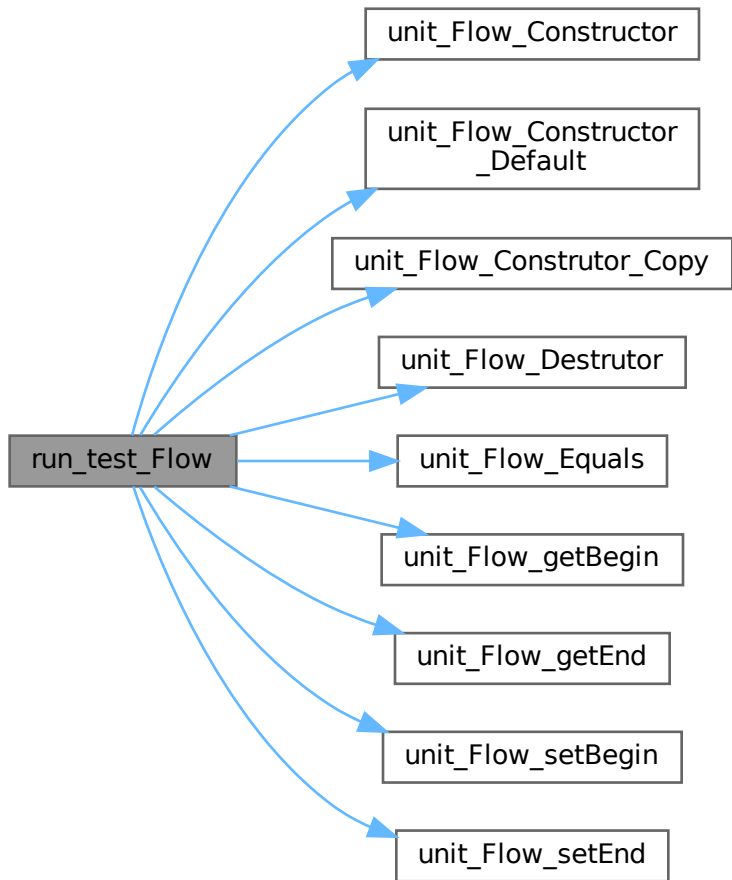 unit_Flow_Constructor
unit_Flow_Constructor
_Default
unit_Flow_Construtor_Copy
unit_Flow_Destrutor
run_test_Flow
unit_Flow_Equals
unit_Flow_getBegin
unit_Flow_getEnd
unit_Flow_setBegin
unit_Flow_setEnd